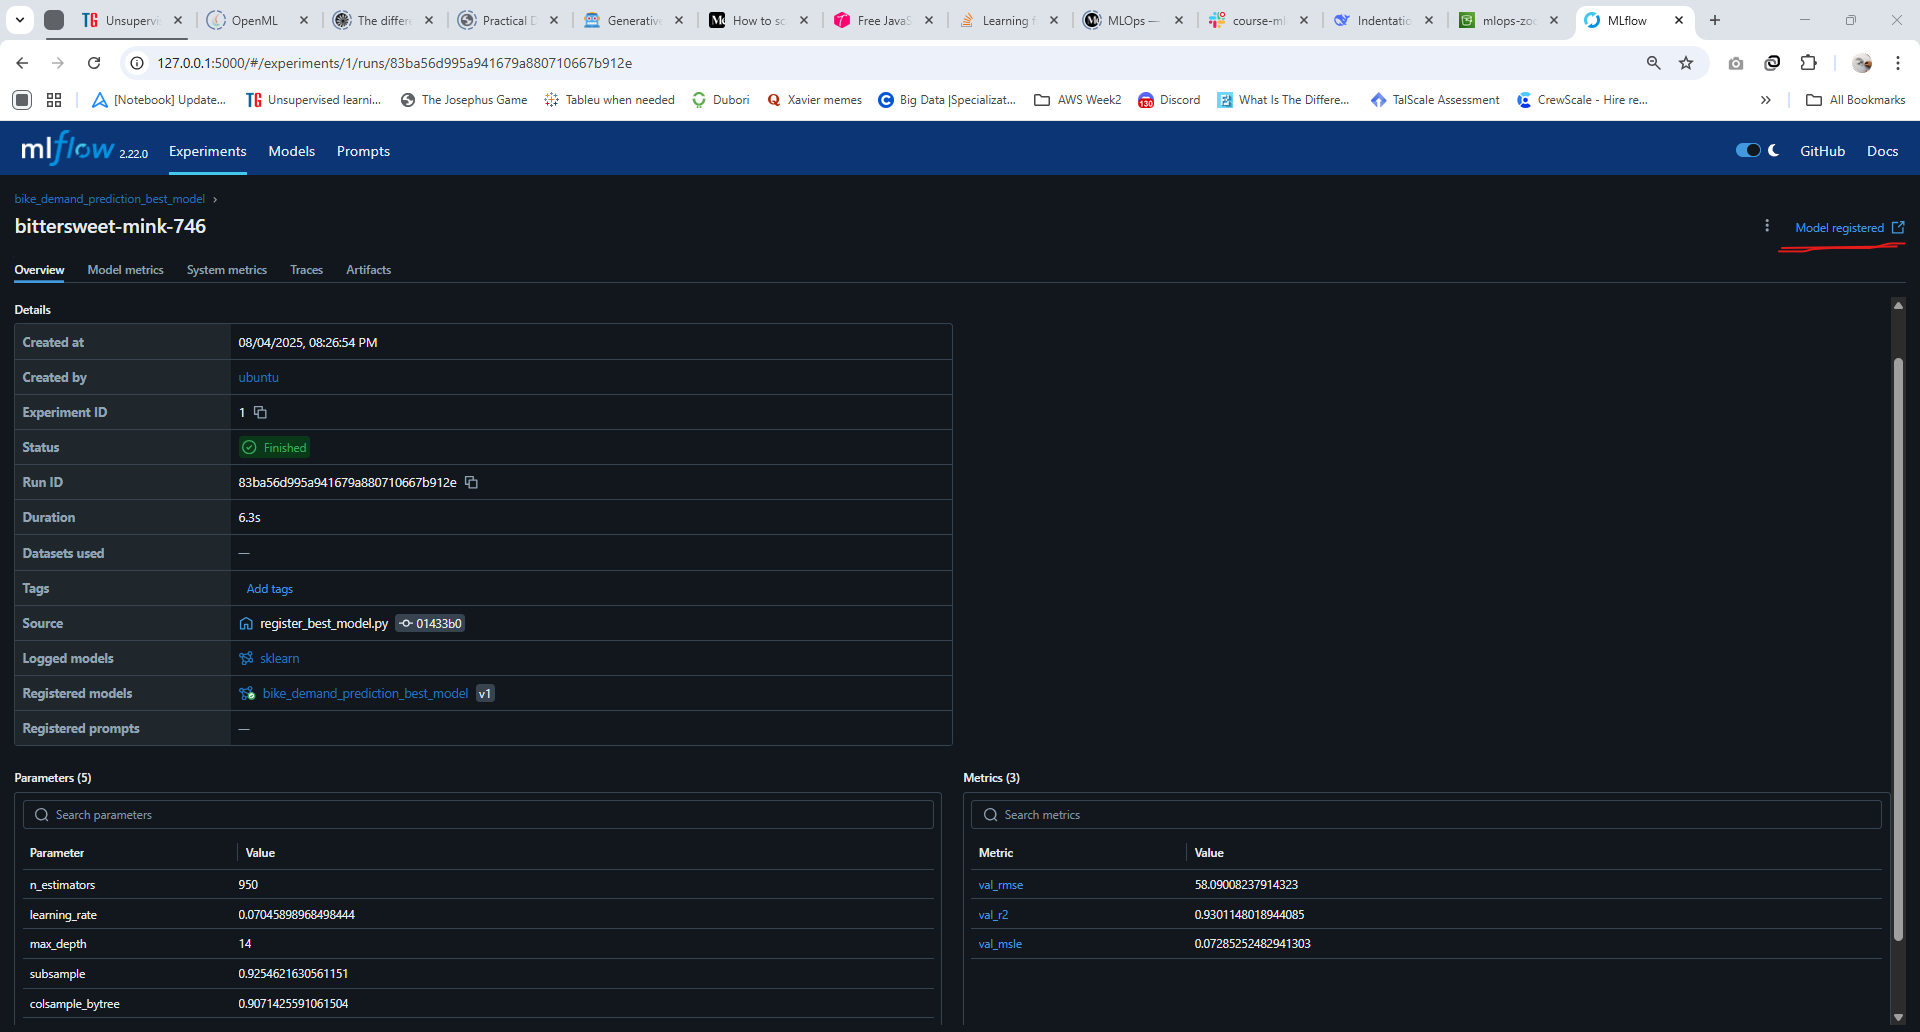 Unsupervi
OpenML
The differe
Practical D
Generative
How to sc
Free JavaS
Learning f
MLOps —
course-ml
Indentatio
mlops-zoo
MLflow
127.0.0.1:5000/#/experiments/1/runs/83ba56d995a941679a880710667b912e
[Notebook] Update...
Unsupervised learni...
The Josephus Game
Tableu when needed
Dubori
Xavier memes
Big Data |Specializat...
AWS Week2
130
Discord
What Is The Differe...
TalScale Assessment
CrewScale - Hire re...
All Bookmarks
mlflow 2.22.0
Experiments
Models
Prompts
GitHub
Docs
bike_demand_prediction_best_model
bittersweet-mink-746
Model registered
Overview
Model metrics
System metrics
Traces
Artifacts
Details
Created at 08/04/2025, 08:26:54 PM
Created by ubuntu
Experiment ID 1
Status Finished
Run ID 83ba56d995a941679a880710667b912e
Duration 6.3s
Datasets used —
Tags Add tags
Source register_best_model.py 01433b0
Logged models sklearn
Registered models bike_demand_prediction_best_model v1
Registered prompts —
Parameters (5)
Search parameters
Parameter Value
n_estimators 950
learning_rate 0.07045898968498444
max_depth 14
subsample 0.9254621630561151
colsample_bytree 0.9071425591061504
Metrics (3)
Search metrics
Metric Value
val_rmse 58.09008237914323
val_r2 0.9301148018944085
val_msle 0.07285252482941303